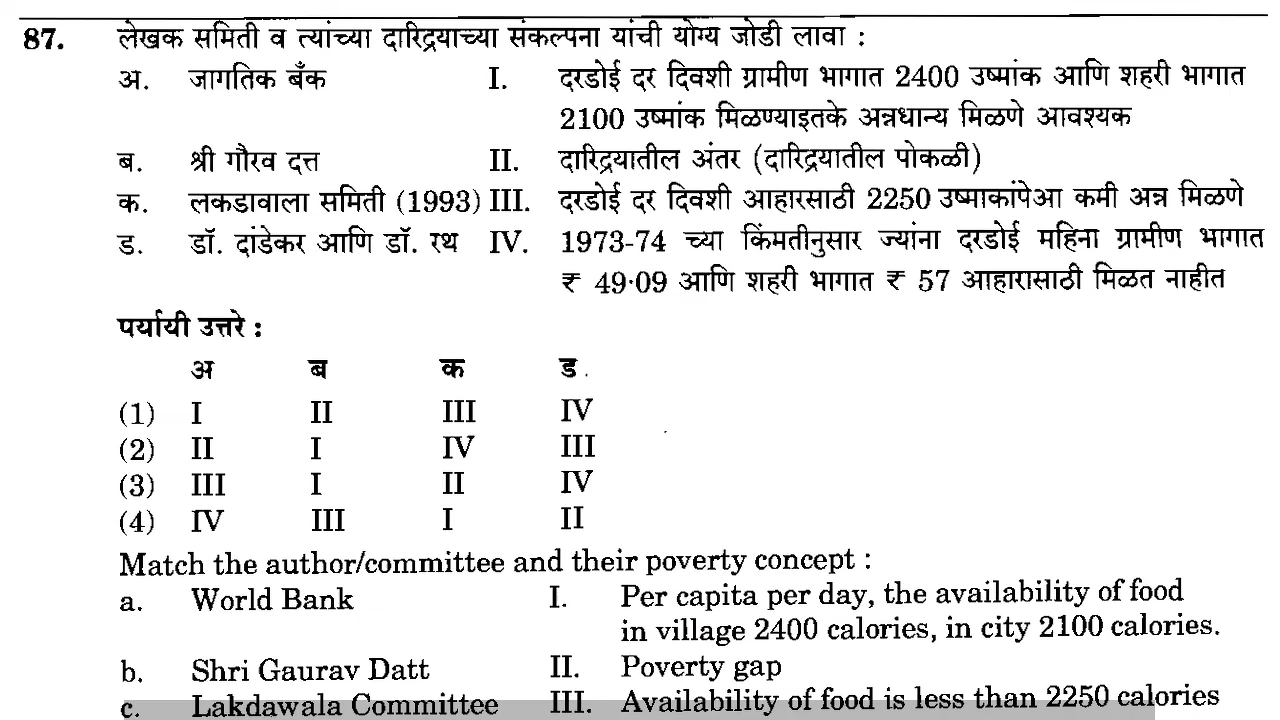 87. लेखक समिती व त्यांच्या दारिद्रयाच्या संकल्पना यांची योग्य जोडी लावा :
अ. जागतिक बँक I. दरडोई दर दिवशी ग्रामीण भागात 2400 उष्मांक आणि शहरी भागात
2100 उष्मांक मिळण्याइतके अन्नधान्य मिळणे आवश्यक
ब. श्री गौरव दत्त II. दारिद्रयातील अंतर (दारिद्रयातील पोकळी)
क. लकडावाला समिती (1993) III. दरडोई दर दिवशी आहारसाठी 2250 उष्माकांपेआ कमी अन्न मिळणे
ड. डॉ. दांडेकर आणि डॉ. रथ IV. 1973-74 च्या किंमतीनुसार ज्यांना दरडोई महिना ग्रामीण भागात
₹ 49·09 आणि शहरी भागात ₹ 57 आहारासाठी मिळत नाहीत
पर्यायी उत्तरे :
अ ब क ड
(1) I II III IV
(2) II I IV III
(3) III I II IV
(4) IV III I II
Match the author/committee and their poverty concept :
a. World Bank I. Per capita per day, the availability of food
in village 2400 calories, in city 2100 calories.
b. Shri Gaurav Datt II. Poverty gap
c. Lakdawala Committee III. Availability of food is less than 2250 calories